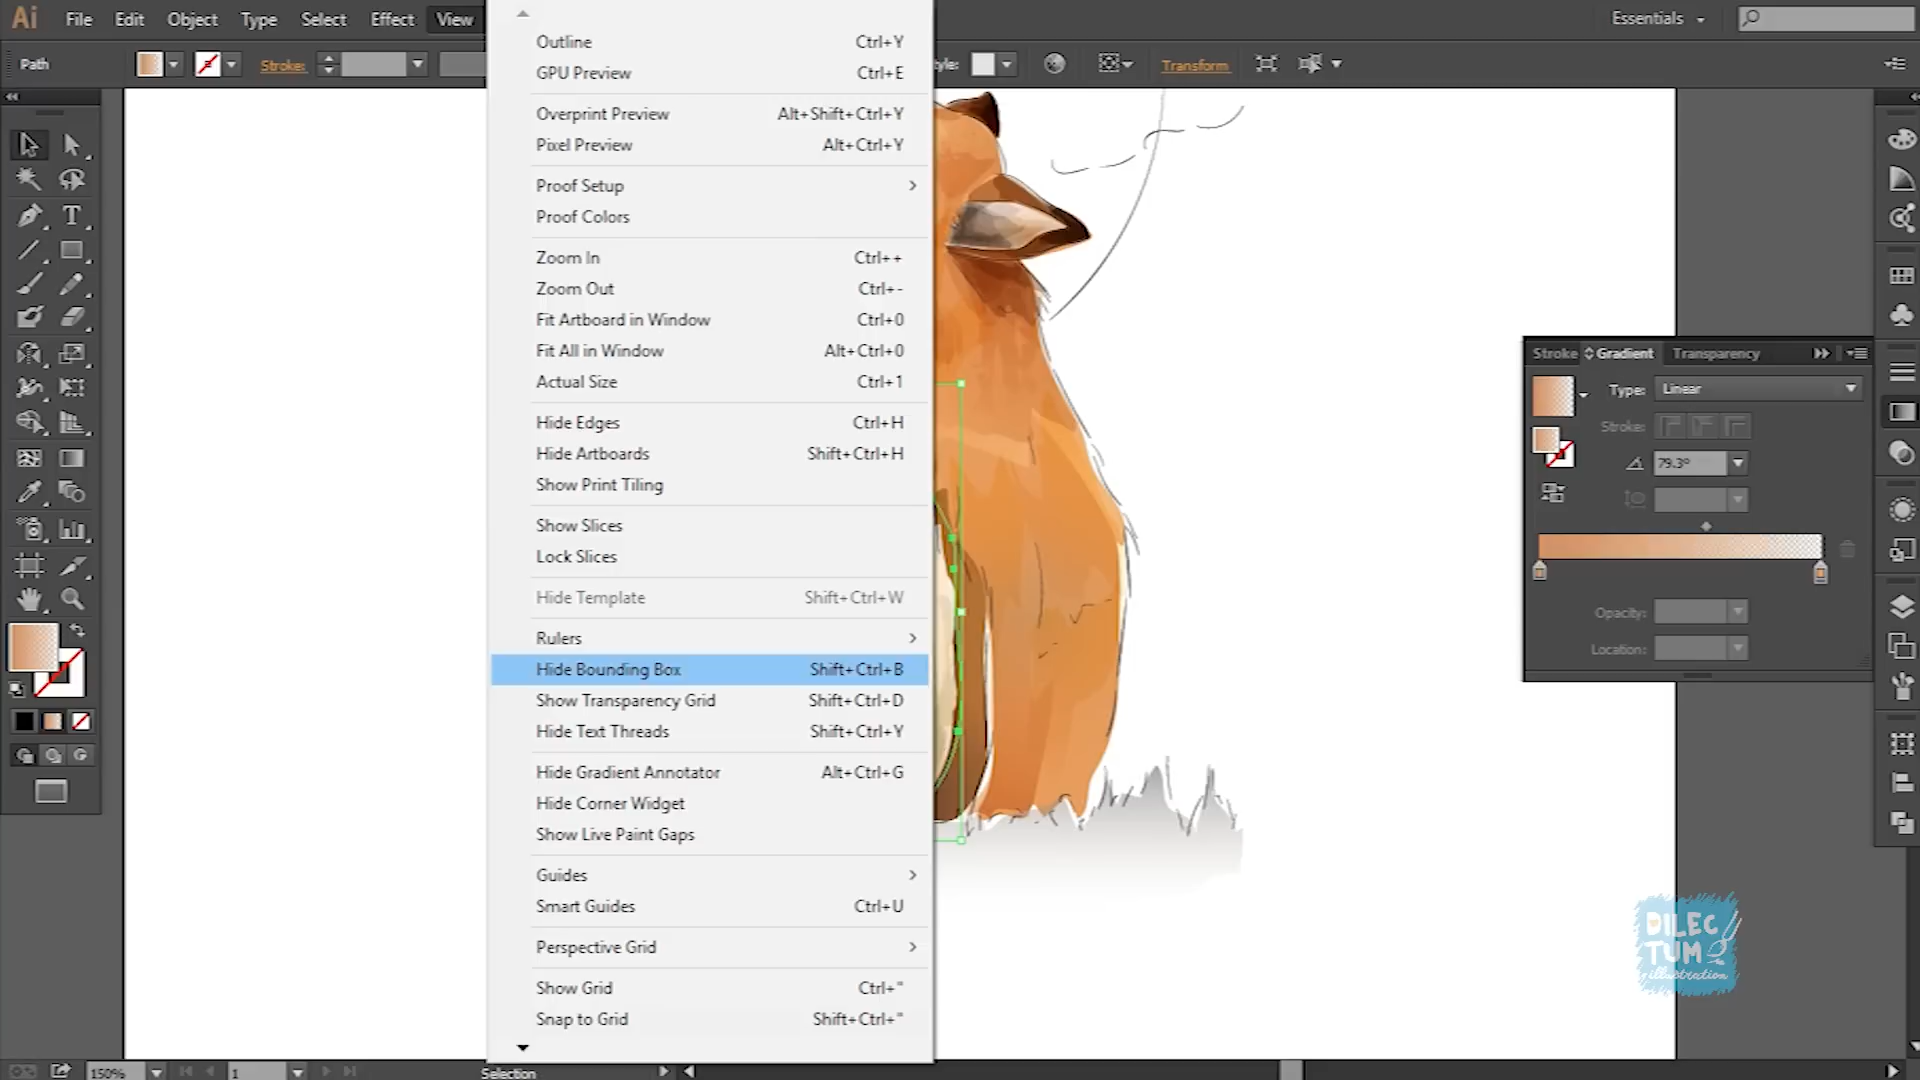 Ai File Edit Object Type Select Effect View
Essentials
Path
Stroke:
Transform
Outline Ctrl+Y
GPU Preview Ctrl+E
Overprint Preview Alt+Shift+Ctrl+Y
Pixel Preview Alt+Ctrl+Y
Proof Setup
Proof Colors
Zoom In Ctrl++
Zoom Out Ctrl+-
Fit Artboard in Window Ctrl+0
Fit All in Window Alt+Ctrl+0
Actual Size Ctrl+1
Hide Edges Ctrl+H
Hide Artboards Shift+Ctrl+H
Show Print Tiling
Show Slices
Lock Slices
Hide Template Shift+Ctrl+W
Rulers
Hide Bounding Box Shift+Ctrl+B
Show Transparency Grid Shift+Ctrl+D
Hide Text Threads Shift+Ctrl+Y
Hide Gradient Annotator Alt+Ctrl+G
Hide Corner Widget
Show Live Paint Gaps
Guides
Smart Guides Ctrl+U
Perspective Grid
Show Grid Ctrl+"
Snap to Grid Shift+Ctrl+"
Stroke Gradient Transparency
Type: Linear
Stroke:
79.3°
Opacity:
Location:
DILEC
TUM
illustration
150% 1 Selection